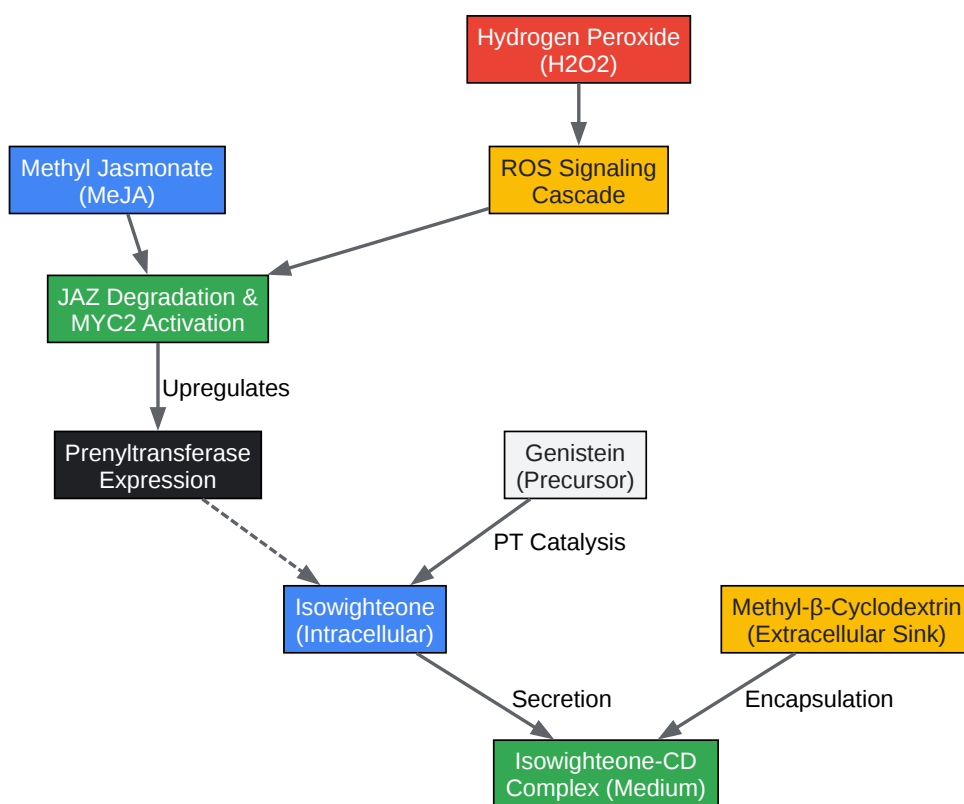 Hydrogen Peroxide
(H2O2)
Methyl Jasmonate
(MeJA)
ROS Signaling
Cascade
JAZ Degradation &
MYC2 Activation
Upregulates
Prenyltransferase
Expression
Genistein
(Precursor)
PT Catalysis
Isowighteone
(Intracellular)
Methyl-β-Cyclodextrin
(Extracellular Sink)
Secretion
Encapsulation
Isowighteone-CD
Complex (Medium)